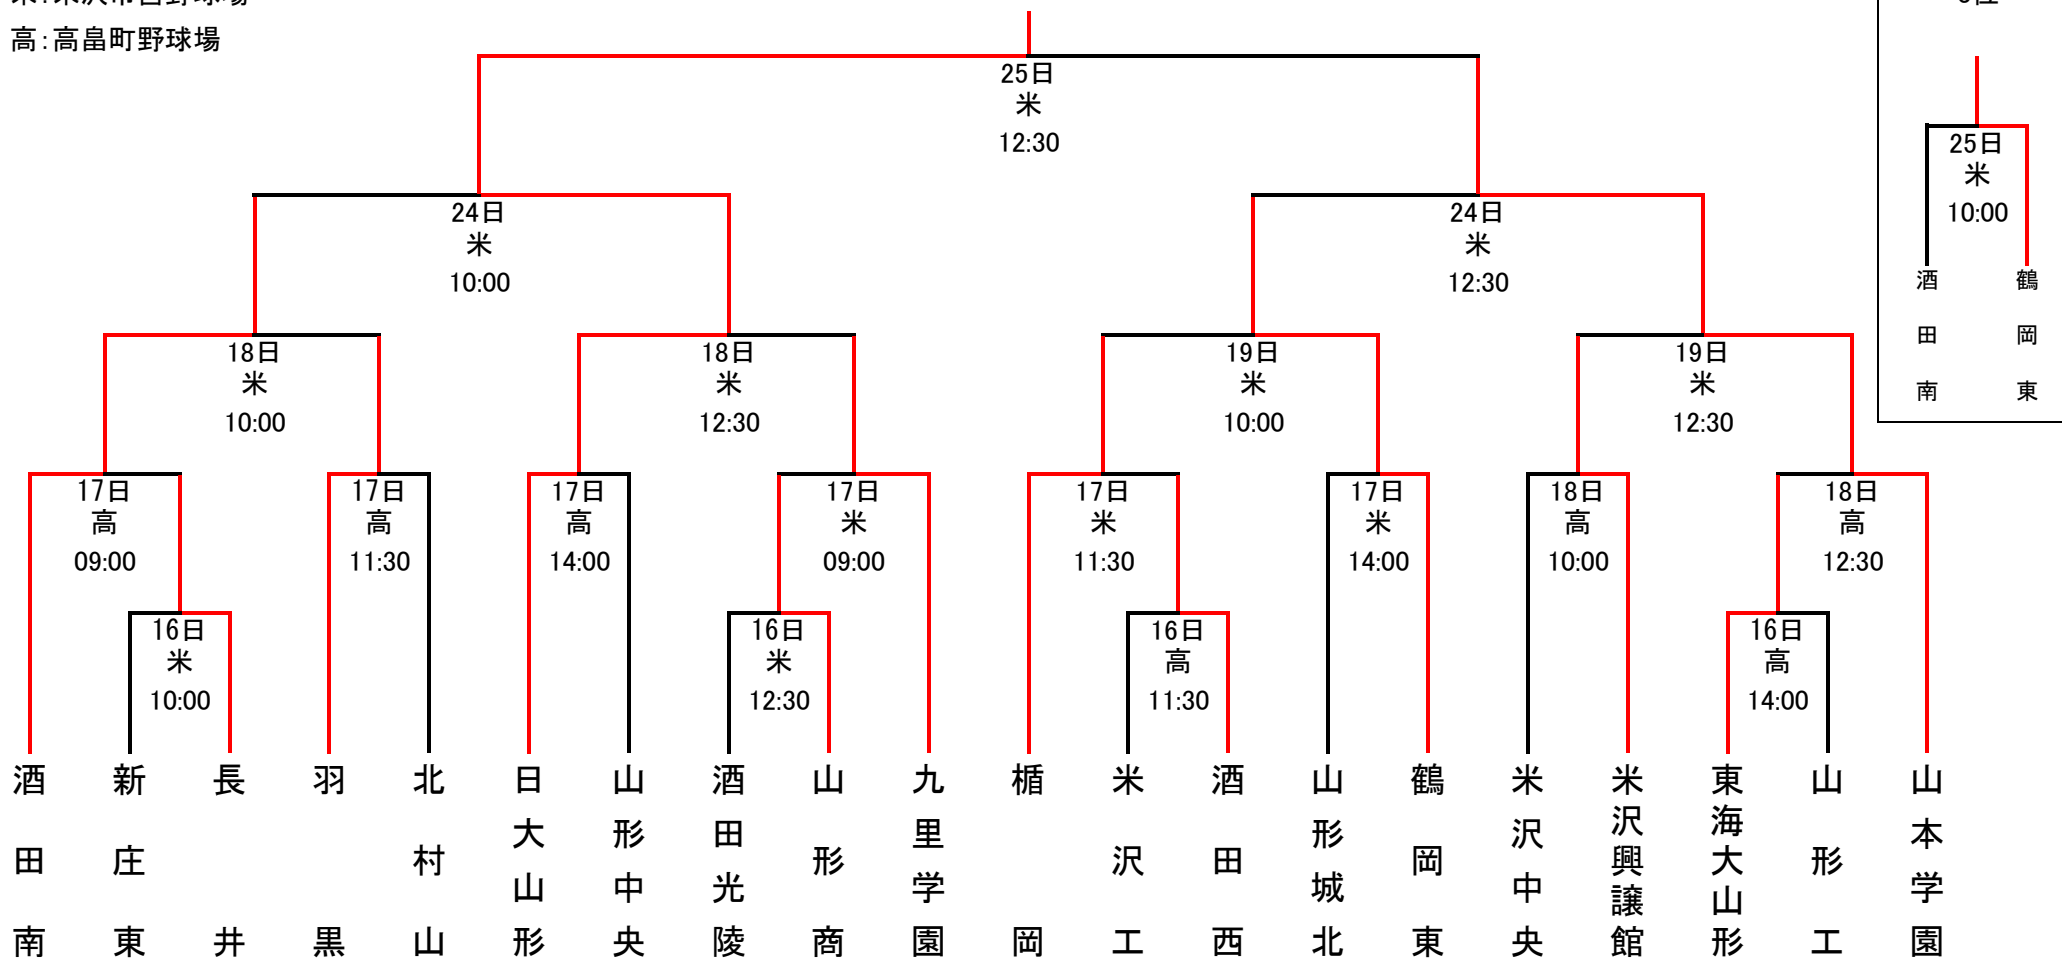 高:高畠町野球場
25日
米
12:30
25日
米
10:00
酒田南
鶴岡東
24日
米
10:00
24日
米
12:30
18日
米
10:00
18日
米
12:30
19日
米
10:00
19日
米
12:30
17日
高
09:00
17日
高
11:30
17日
高
14:00
17日
米
09:00
17日
米
11:30
17日
米
14:00
18日
高
10:00
18日
高
12:30
16日
米
10:00
16日
米
12:30
16日
高
11:30
16日
高
14:00
酒田南
新庄東
長井
羽黒
北村山
日大山形
山形中央
酒田光陵
山形商
九里学園
楯岡
米沢工
酒田西
山形城北
鶴岡東
米沢中央
米沢興譲館
東海大山形
山形工
山本学園